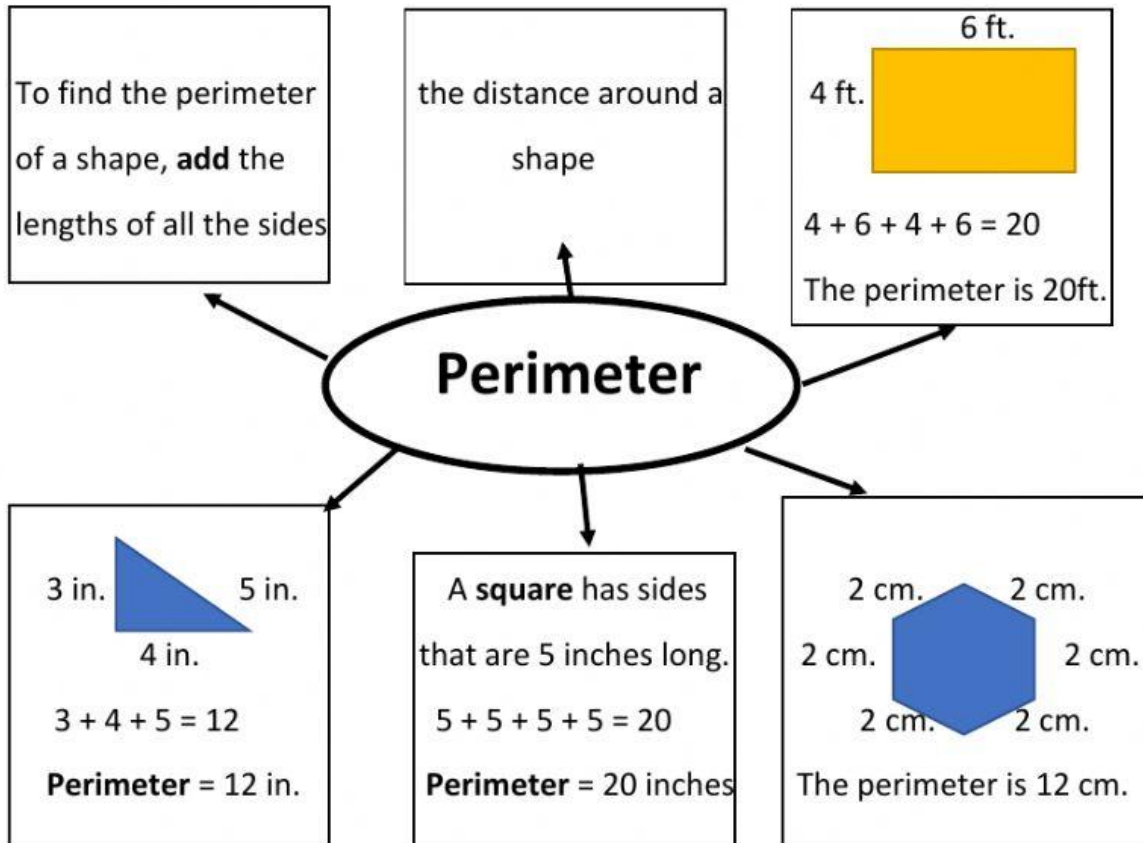 To find the perimeter
of a shape, add the
lengths of all the sides
the distance around a
shape
6 ft.
4 ft.
4 + 6 + 4 + 6 = 20
The perimeter is 20ft.
Perimeter
3 in.
5 in.
4 in.
3 + 4 + 5 = 12
Perimeter = 12 in.
A square has sides
that are 5 inches long.
5 + 5 + 5 + 5 = 20
Perimeter = 20 inches
2 cm.
2 cm.
2 cm.
2 cm.
2 cm.
2 cm.
The perimeter is 12 cm.